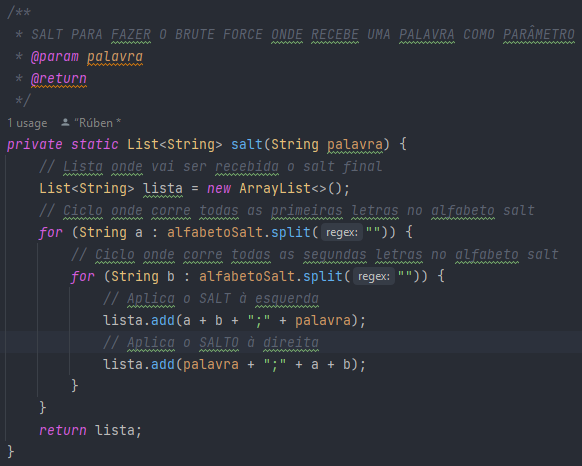 /**
 * SALT PARA FAZER O BRUTE FORCE ONDE RECEBE UMA PALAVRA COMO PARÂMETRO
 * @param palavra
 * @return
 */
1 usage "Rúben *
private static List<String> salt(String palavra) {
    // Lista onde vai ser recebida o salt final
    List<String> lista = new ArrayList<>();
    // Ciclo onde corre todas as primeiras letras no alfabeto salt
    for (String a : alfabetoSalt.split( regex: "")) {
        // Ciclo onde corre todas as segundas letras no alfabeto salt
        for (String b : alfabetoSalt.split( regex: "")) {
            // Aplica o SALT à esquerda
            lista.add(a + b + ";" + palavra);
            // Aplica o SALTO à direita
            lista.add(palavra + ";" + a + b);
        }
    }
    return lista;
}